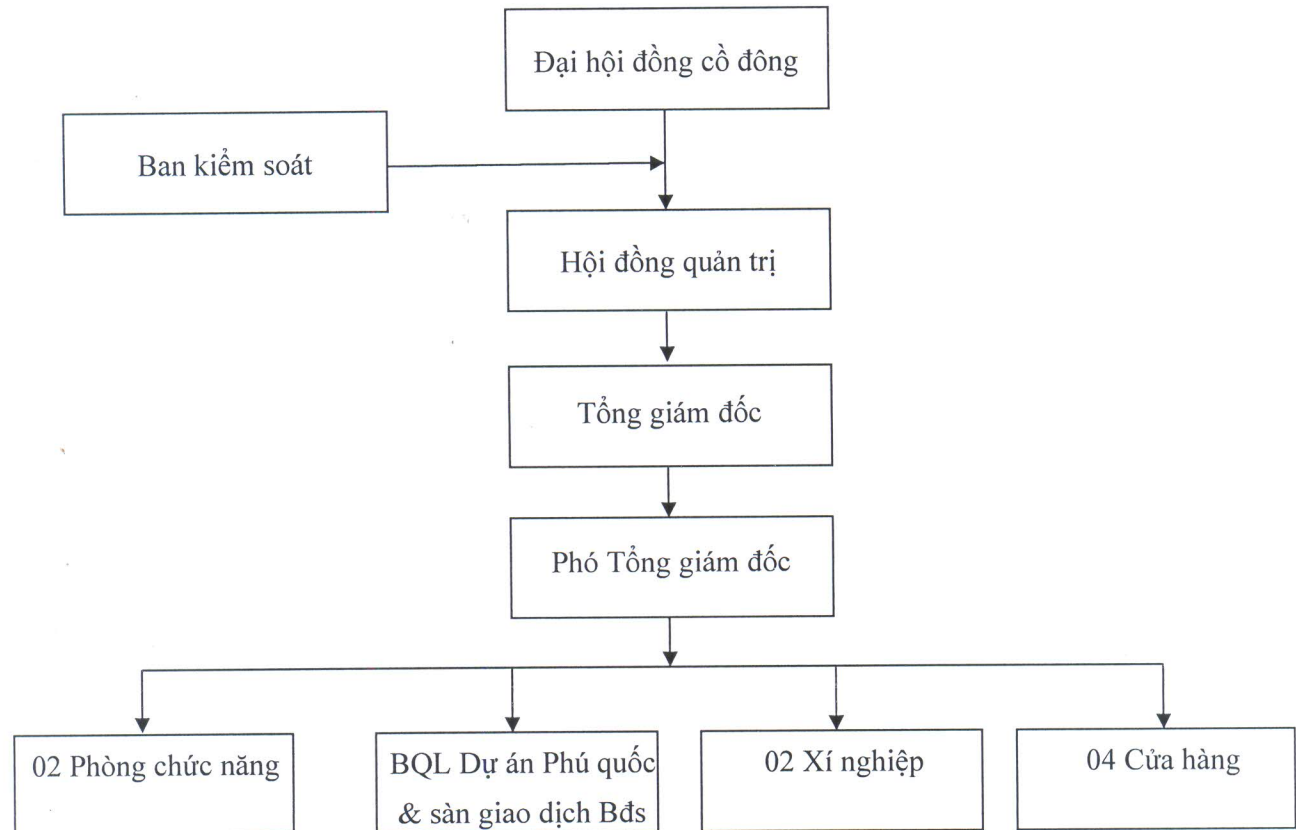 Đại hội đồng cồ đông
Ban kiểm soát
Hội đồng quản trị
Tổng giám đốc
Phó Tổng giám đốc
02 Phòng chức năng
BQL Dự án Phú quốc
& sàn giao dịch Bđs
02 Xí nghiệp
04 Cửa hàng